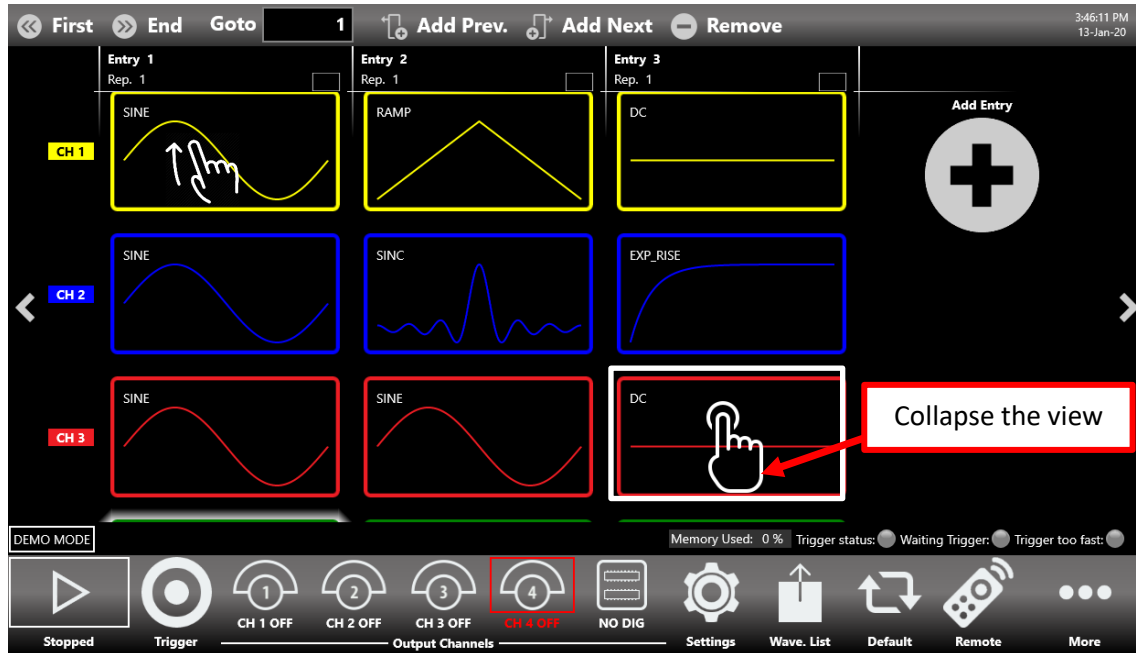 First End Goto 1 Add Prev. Add Next Remove
3:46:11 PM
13-Jan-20
Entry 1 Entry 2 Entry 3
Rep. 1 Rep. 1 Rep. 1
Add Entry
CH 1
SINE RAMP DC
CH 2
SINE SINC EXP_RISE
CH 3
SINE SINE DC
Collapse the view
DEMO MODE Memory Used: 0 % Trigger status: Waiting Trigger: Trigger too fast:
1 2 3 4
CH 1 OFF CH 2 OFF CH 3 OFF CH 4 OFF NO DIG
Stopped Trigger Output Channels Settings Wave. List Default Remote More